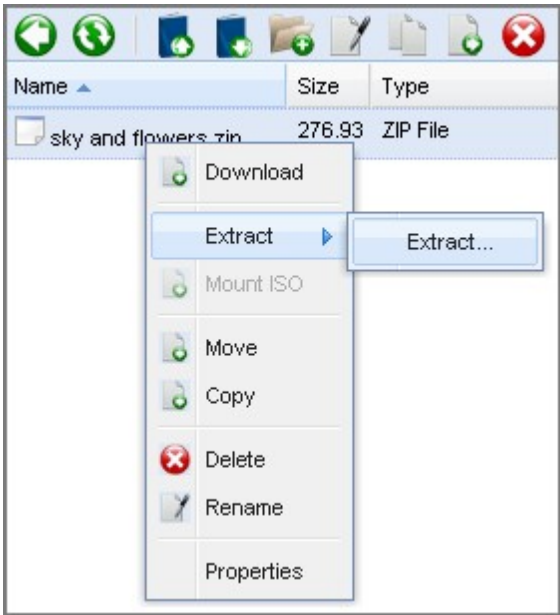 Name Size Type
sky and flowers.zip 276.93 ZIP File
Download
Extract
Extract...
Mount ISO
Move
Copy
Delete
Rename
Properties